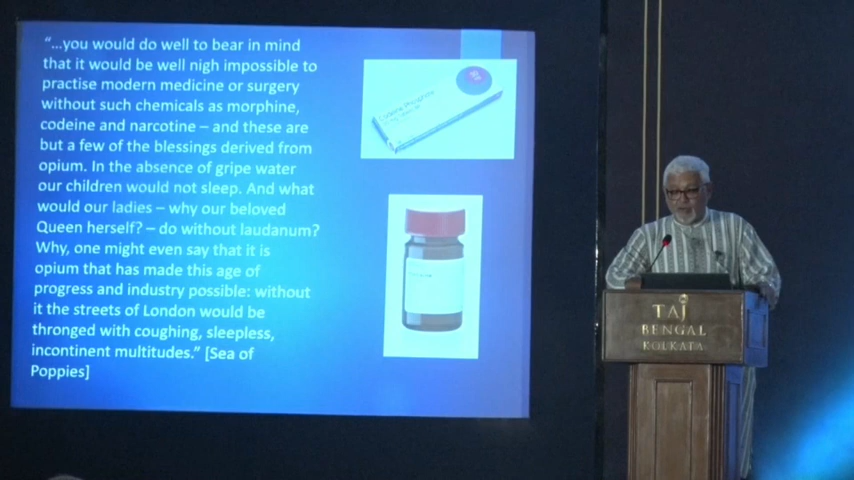 “...you would do well to bear in mind
that it would be well nigh impossible to
practise modern medicine or surgery
without such chemicals as morphine,
codeine and narcotine – and these are
but a few of the blessings derived from
opium. In the absence of gripe water
our children would not sleep. And what
would our ladies – why our beloved
Queen herself? – do without laudanum?
Why, one might even say that it is
opium that has made this age of
progress and industry possible: without
it the streets of London would be
thronged with coughing, sleepless,
incontinent multitudes.” [Sea of
Poppies]
TAJ
BENGAL
KOLKATA